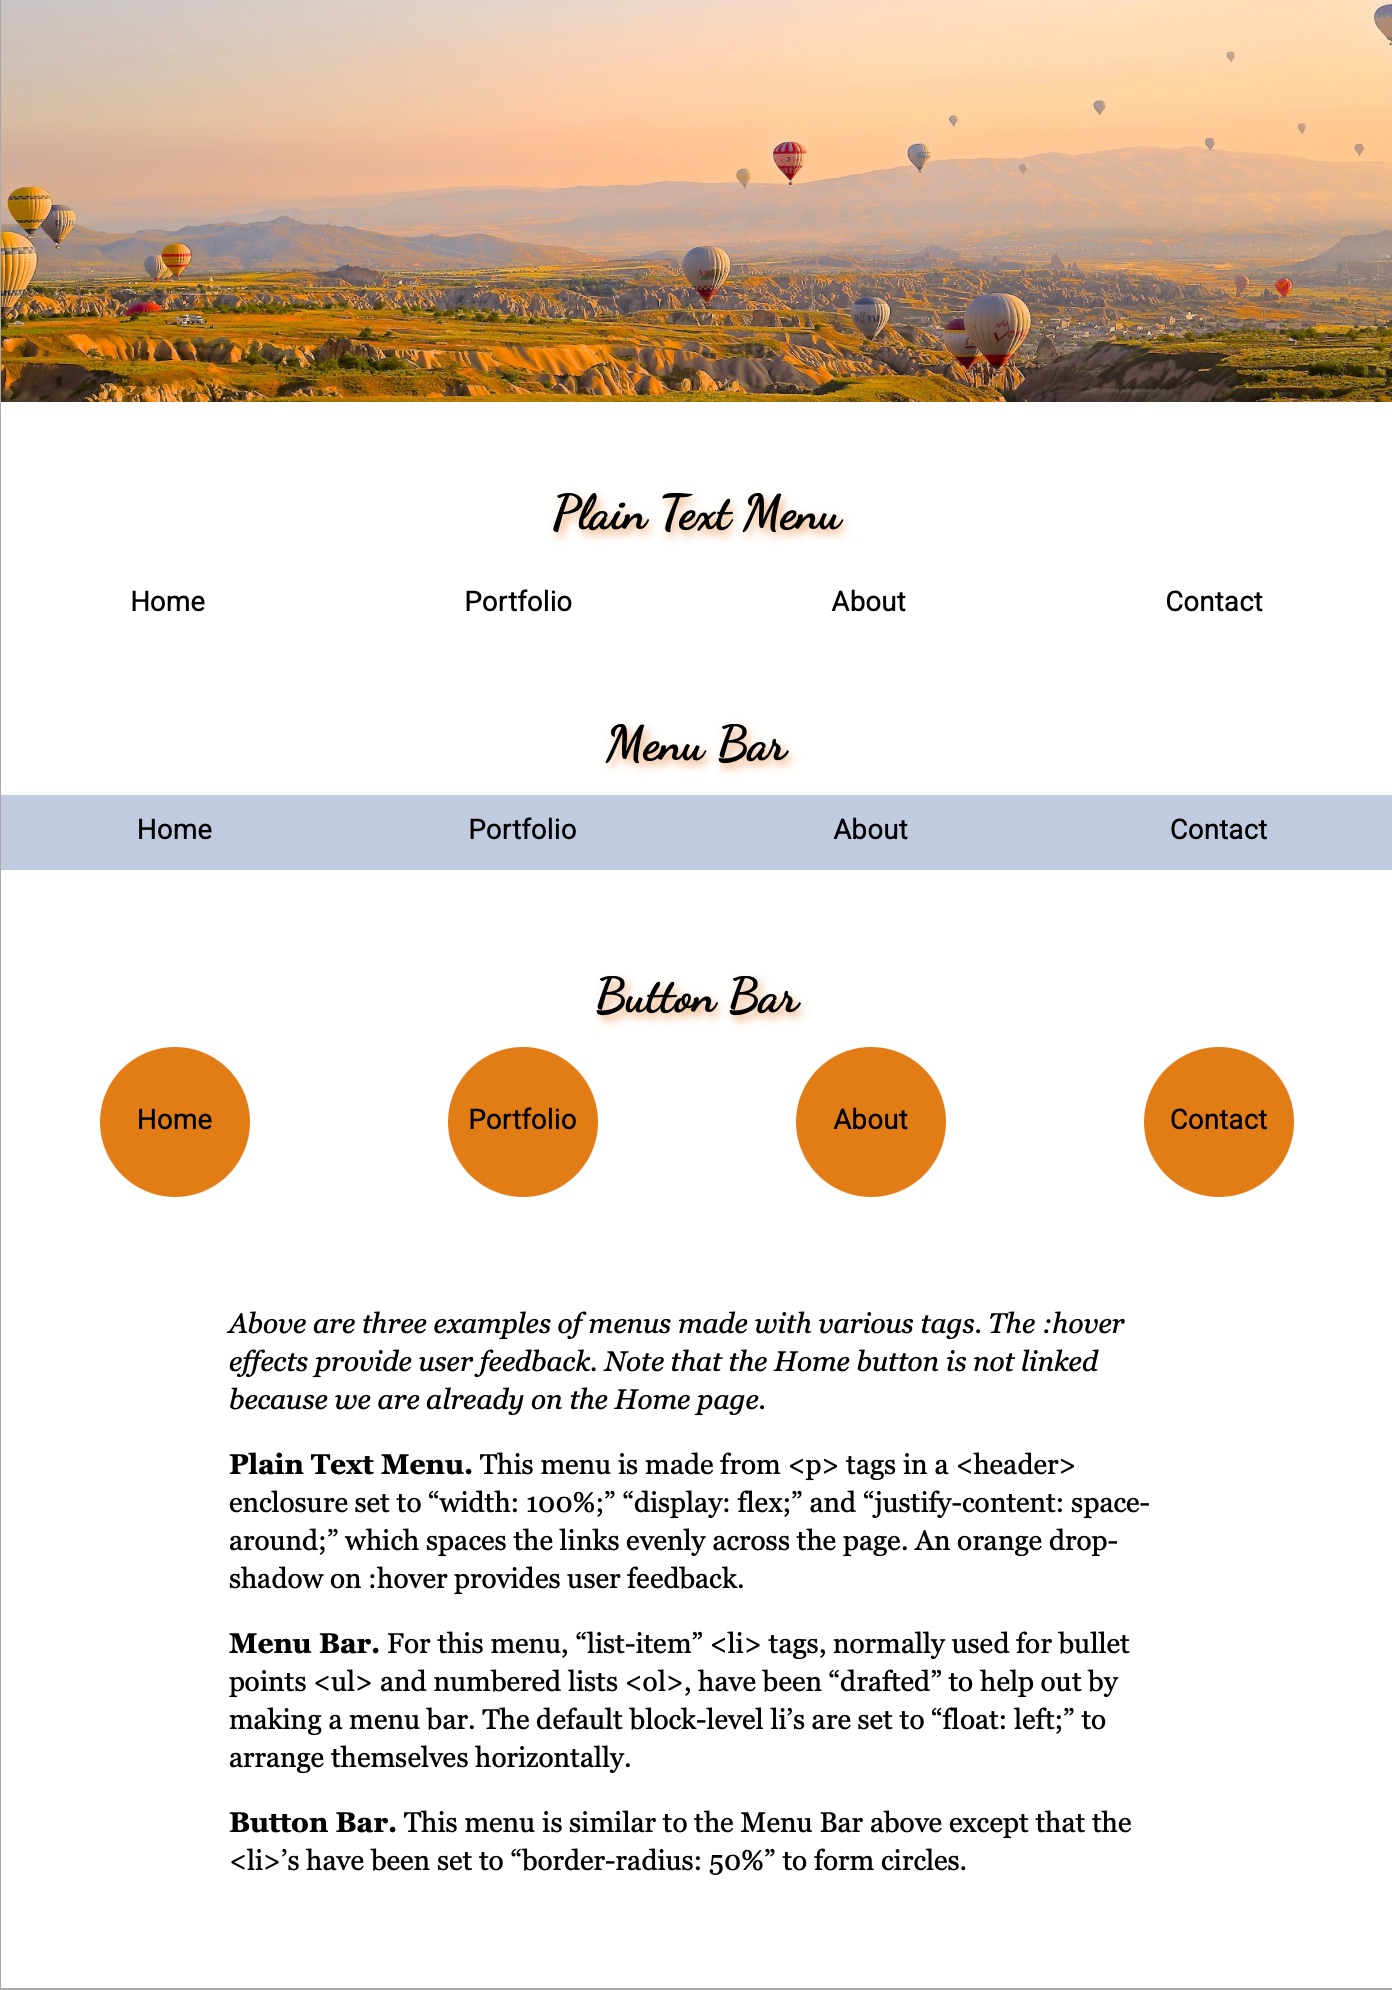 Plain Text Menu
Home Portfolio About Contact
Menu Bar
Home Portfolio About Contact
Button Bar
Home Portfolio About Contact
Above are three examples of menus made with various tags. The :hover
effects provide user feedback. Note that the Home button is not linked
because we are already on the Home page.
Plain Text Menu. This menu is made from <p> tags in a <header>
enclosure set to “width: 100%;” “display: flex;” and “justify-content: space-
around;” which spaces the links evenly across the page. An orange drop-
shadow on :hover provides user feedback.
Menu Bar. For this menu, “list-item” <li> tags, normally used for bullet
points <ul> and numbered lists <ol>, have been “drafted” to help out by
making a menu bar. The default block-level li’s are set to “float: left;” to
arrange themselves horizontally.
Button Bar. This menu is similar to the Menu Bar above except that the
<li>’s have been set to “border-radius: 50%” to form circles.